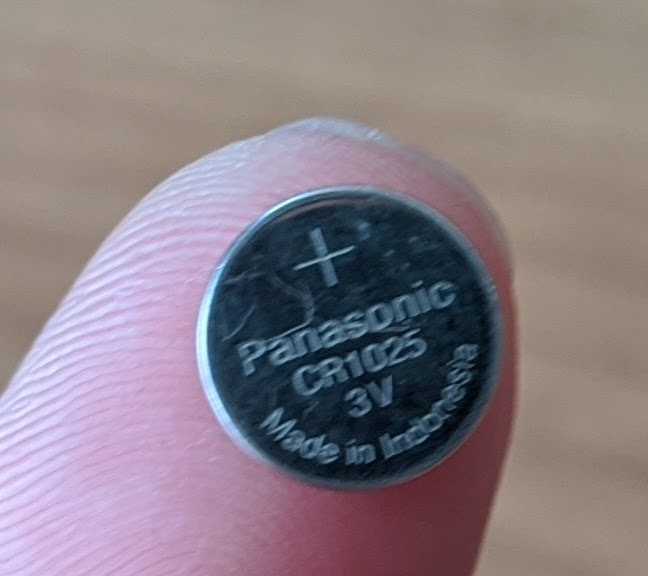 +
Panasonic
CR1025
3V
Made in Indonesia